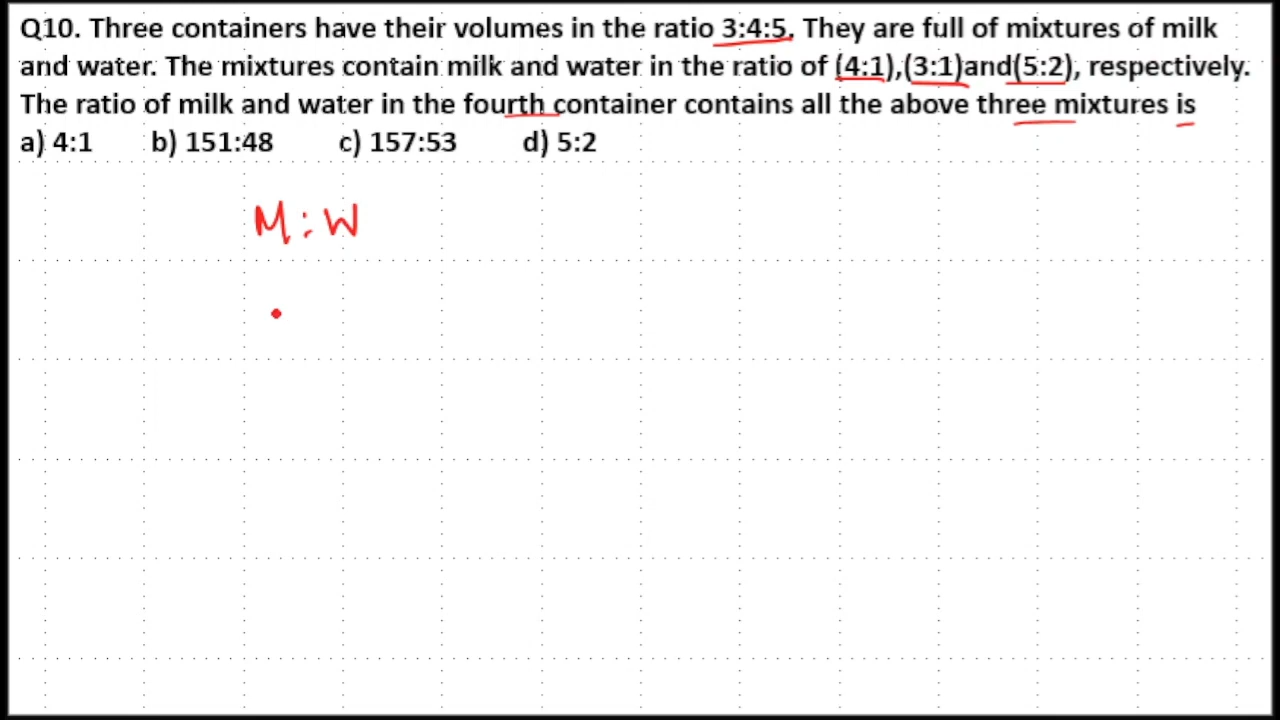 Q10. Three containers have their volumes in the ratio 3:4:5. They are full of mixtures of milk
and water. The mixtures contain milk and water in the ratio of (4:1),(3:1)and(5:2), respectively.
The ratio of milk and water in the fourth container contains all the above three mixtures is
a) 4:1 b) 151:48 c) 157:53 d) 5:2
M : W